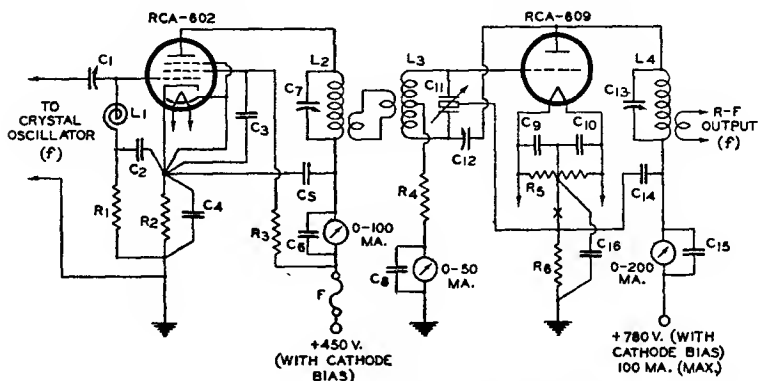 RCA-602
RCA-609
C1
L2
L3
L4
C7
C11
C13
TO
CRYSTAL
OSCILLATOR
(f)
L1
C3
C9
C10
R-F
OUTPUT
(f)
C2
C12
R5
C5
R4
C14
R1
R2
C4
C6
R3
0-100
MA.
C8
0-50
MA.
R6
C16
0-200
MA.
C15
F
+450 V.
(WITH CATHODE
BIAS)
+780 V. (WITH
CATHODE BIAS)
100 MA. (MAX.)